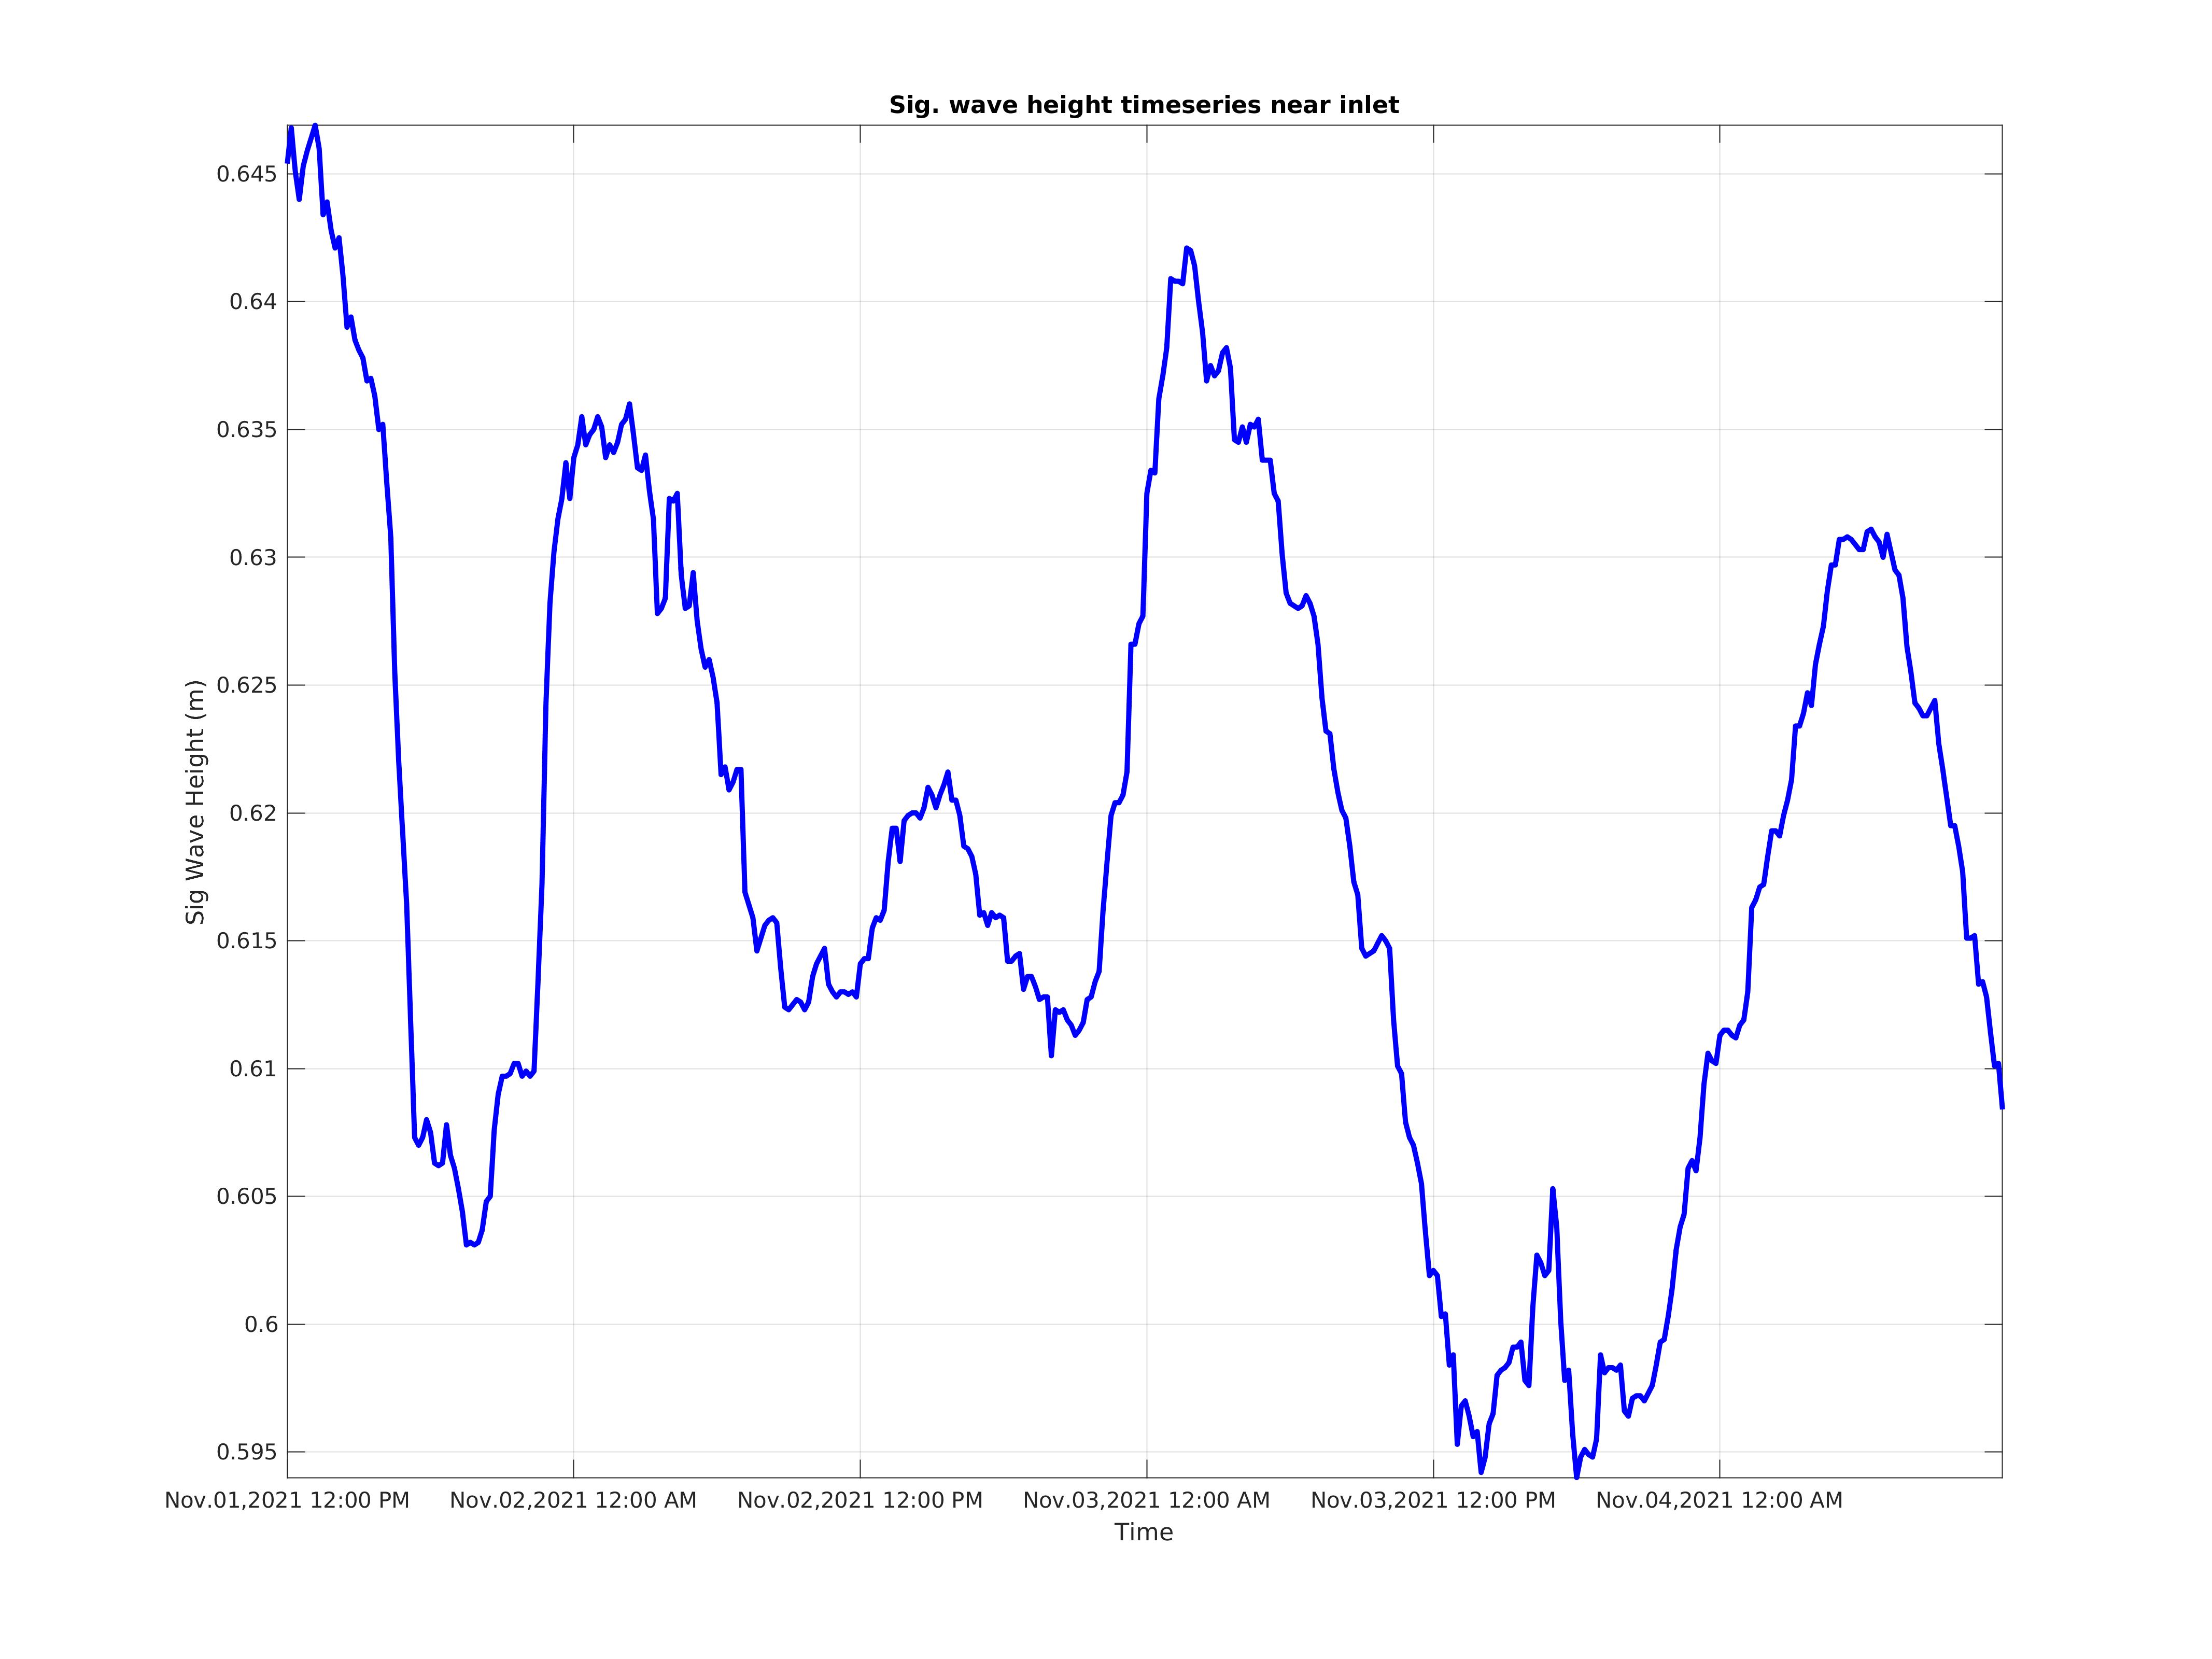 Sig. wave height timeseries near inlet
0.645
0.64
0.635
0.63
0.625
0.62
0.615
0.61
0.605
0.6
0.595
Sig Wave Height (m)
Nov.01,2021 12:00 PM Nov.02,2021 12:00 AM Nov.02,2021 12:00 PM Nov.03,2021 12:00 AM Nov.03,2021 12:00 PM Nov.04,2021 12:00 AM
Time